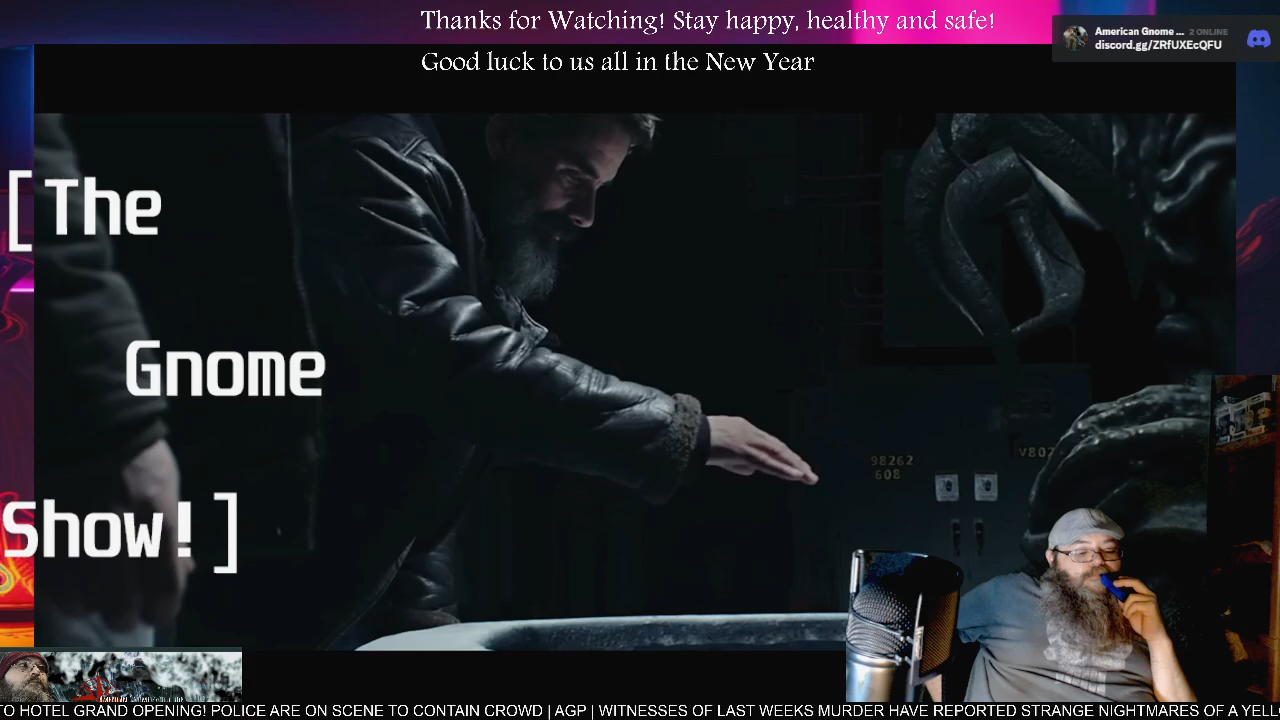 Thanks for Watching! Stay happy, healthy and safe!
Good luck to us all in the New Year
American Gnome ... 2 ONLINE
discord.gg/ZRfUXEcQFU
[The
Gnome
Show!]
98262
608
V802
TO HOTEL GRAND OPENING! POLICE ARE ON SCENE TO CONTAIN CROWD | AGP | WITNESSES OF LAST WEEKS MURDER HAVE REPORTED STRANGE NIGHTMARES OF A YELL